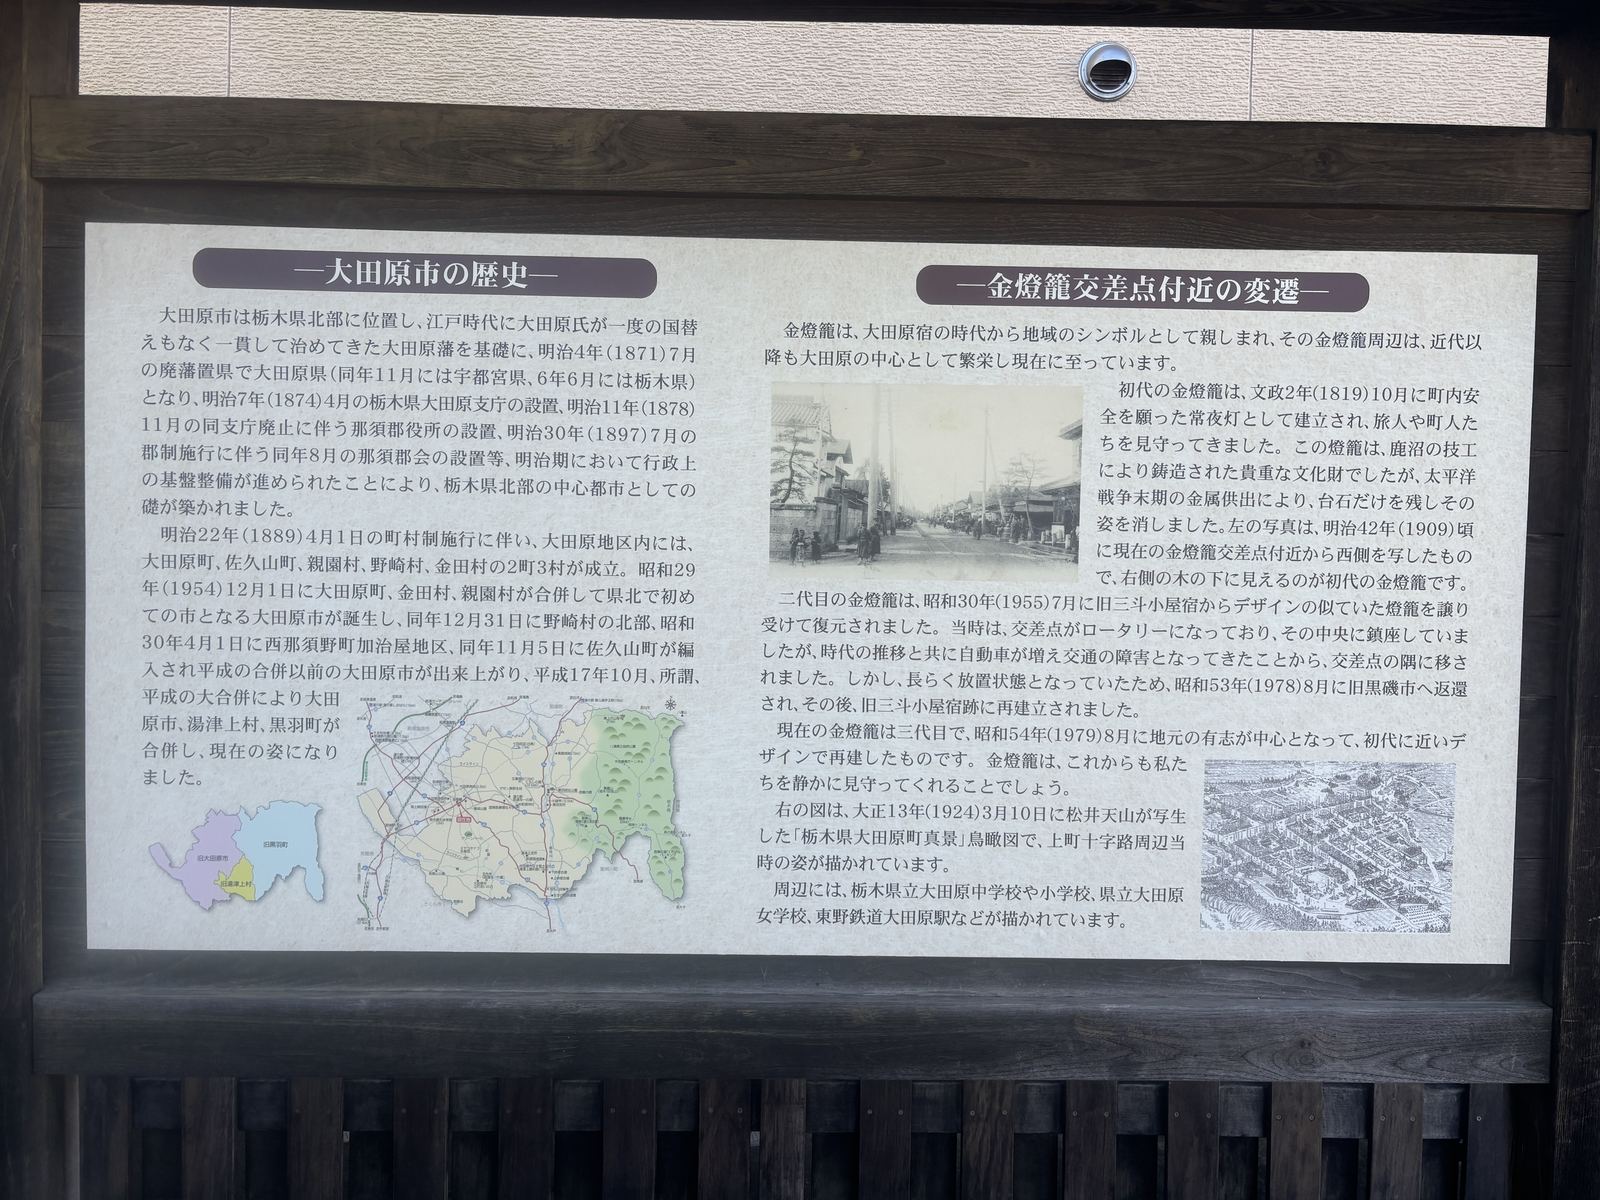 ―大田原市の歴史―
大田原市は栃木県北部に位置し、江戸時代に大田原氏が一度の国替
えもなく一貫して治めてきた大田原藩を基礎に、明治4年(1871)7月
の廃藩置県で大田原県(同年11月には宇都宮県、6年6月には栃木県)
となり、明治7年(1874)4月の栃木県大田原支庁の設置、明治11年(1878)
11月の同支庁廃止に伴う那須郡役所の設置、明治30年(1897)7月の
郡制施行に伴う同年8月の那須郡会の設置等、明治期において行政上
の基盤整備が進められたことにより、栃木県北部の中心都市としての
礎が築かれました。
明治22年(1889)4月1日の町村制施行に伴い、大田原地区内には、
大田原町、佐久山町、親園村、野崎村、金田村の2町3村が成立。昭和29
年(1954)12月1日に大田原町、金田村、親園村が合併して県北で初め
ての市となる大田原市が誕生し、同年12月31日に野崎村の北部、昭和
30年4月1日に西那須野町加治屋地区、同年11月5日に佐久山町が編
入され平成の合併以前の大田原市が出来上がり、平成17年10月、所謂、
平成の大合併により大田
原市、湯津上村、黒羽町が
合併し、現在の姿になり
ました。
旧大田原市
旧黒羽町
旧湯津上村
―金燈籠交差点付近の変遷―
金燈籠は、大田原宿の時代から地域のシンボルとして親しまれ、その金燈籠周辺は、近代以
降も大田原の中心として繁栄し現在に至っています。
初代の金燈籠は、文政2年(1819)10月に町内安
全を願った常夜灯として建立され、旅人や町人た
ちを見守ってきました。この燈籠は、鹿沼の技工
により鋳造された貴重な文化財でしたが、太平洋
戦争末期の金属供出により、台石だけを残しその
姿を消しました。左の写真は、明治42年(1909)頃
に現在の金燈籠交差点付近から西側を写したもの
で、右側の木の下に見えるのが初代の金燈籠です。
二代目の金燈籠は、昭和30年(1955)7月に旧三斗小屋宿からデザインの似ていた燈籠を譲り
受けて復元されました。当時は、交差点がロータリーになっており、その中央に鎮座していま
したが、時代の推移と共に自動車が増え交通の障害となってきたことから、交差点の隅に移さ
れました。しかし、長らく放置状態となっていたため、昭和53年(1978)8月に旧黒磯市へ返還
され、その後、旧三斗小屋宿跡に再建立されました。
現在の金燈籠は三代目で、昭和54年(1979)8月に地元の有志が中心となって、初代に近いデ
ザインで再建したものです。金燈籠は、これからも私た
ちを静かに見守ってくれることでしょう。
右の図は、大正13年(1924)3月10日に松井天山が写生
した「栃木県大田原町真景」鳥瞰図で、上町十字路周辺当
時の姿が描かれています。
周辺には、栃木県立大田原中学校や小学校、県立大田原
女学校、東野鉄道大田原駅などが描かれています。